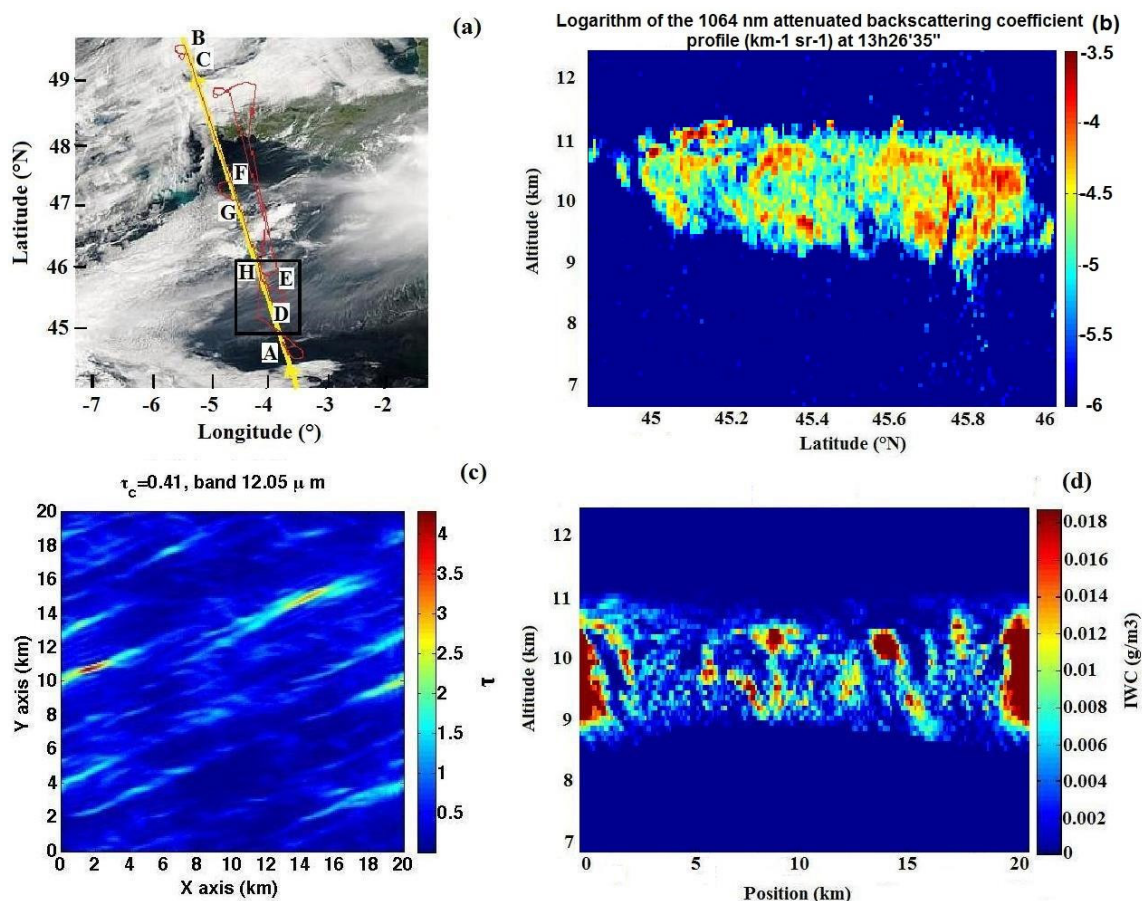 (a)
B
C
F
G
H
E
D
A
49
48
47
46
45
Latitude (°N)
-7 -6 -5 -4 -3 -2
Longitude (°)
Logarithm of the 1064 nm attenuated backscattering coefficient
profile (km-1 sr-1) at 13h26'35"
(b)
12
11
10
9
8
7
Altitude (km)
45 45.2 45.4 45.6 45.8 46
Latitude (°N)
-3.5
-4
-4.5
-5
-5.5
-6
(c)
τc=0.41, band 12.05 μ m
20
18
16
14
12
10
8
6
4
2
0
Y axis (km)
0 2 4 6 8 10 12 14 16 18 20
X axis (km)
4
3.5
3
2.5
2
1.5
1
0.5
τ
(d)
12
11
10
9
8
7
Altitude (km)
0 5 10 15 20
Position (km)
0.018
0.016
0.014
0.012
0.01
0.008
0.006
0.004
0.002
0
IWC (g/m3)